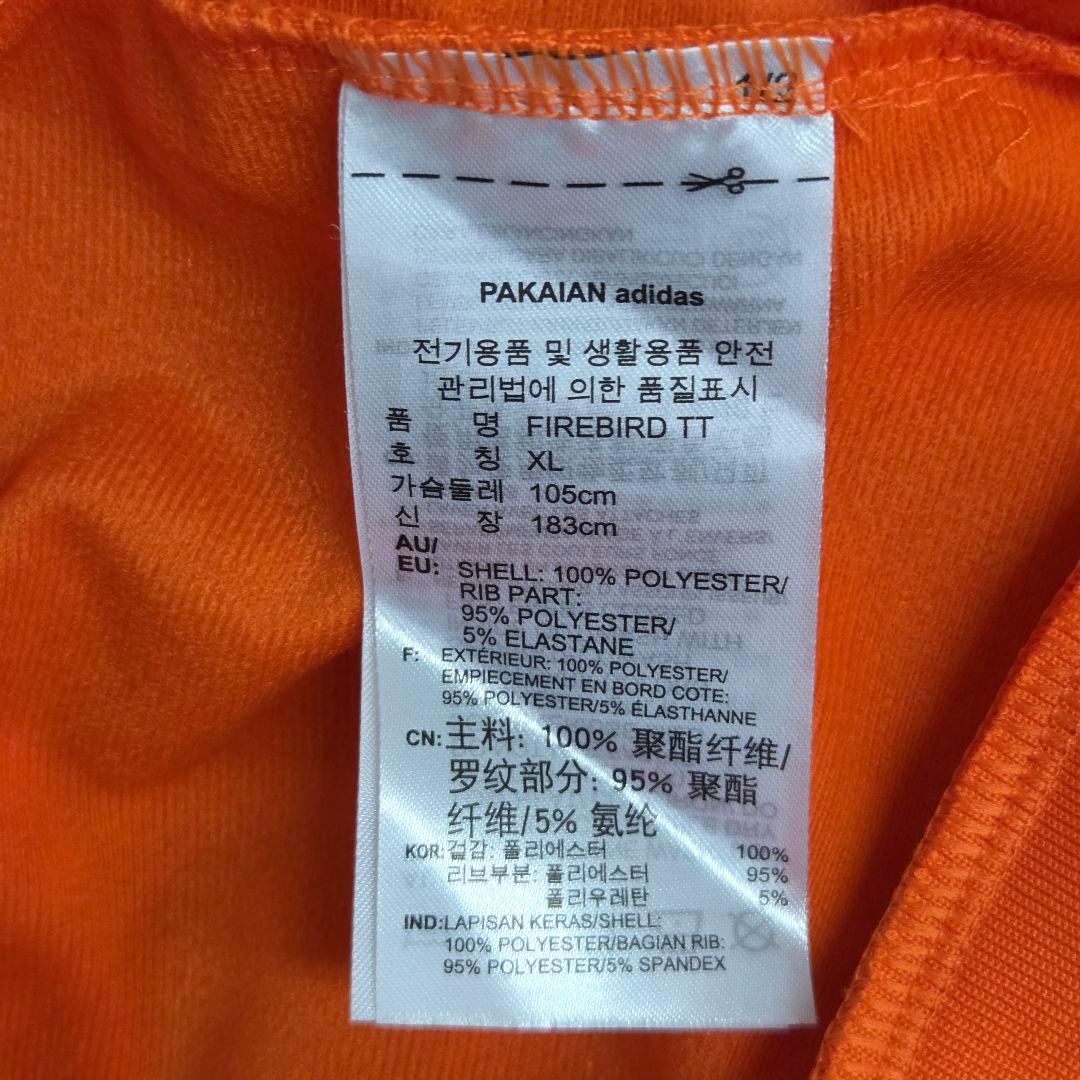 1/2
PAKAIAN adidas
전기용품 및 생활용품 안전
관리법에 의한 품질표시
품 명 FIREBIRD TT
호 칭 XL
가슴둘레 105cm
신 장 183cm
AU/
EU: SHELL: 100% POLYESTER/
RIB PART:
95% POLYESTER/
5% ELASTANE
F: EXTÉRIEUR: 100% POLYESTER/
EMPIECEMENT EN BORD COTE:
95% POLYESTER/5% ÉLASTHANNE
CN: 主料: 100% 聚酯纤维/
罗纹部分: 95% 聚酯
纤维/5% 氨纶
KOR: 겉감: 폴리에스터 100%
리브부분: 폴리에스터 95%
폴리우레탄 5%
IND:LAPISAN KERAS/SHELL:
100% POLYESTER/BAGIAN RIB:
95% POLYESTER/5% SPANDEX